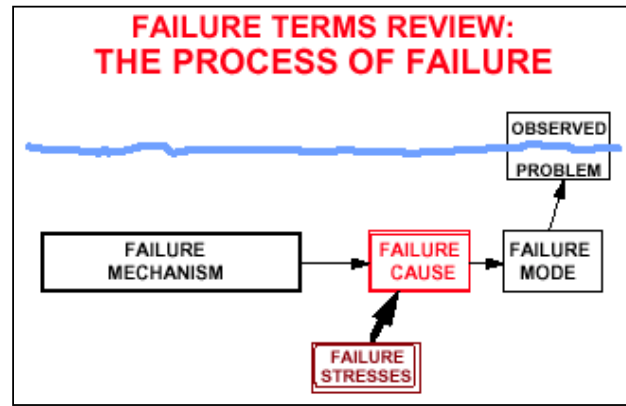 FAILURE TERMS REVIEW:
THE PROCESS OF FAILURE
OBSERVED
PROBLEM
FAILURE
MECHANISM
FAILURE
CAUSE
FAILURE
MODE
FAILURE
STRESSES